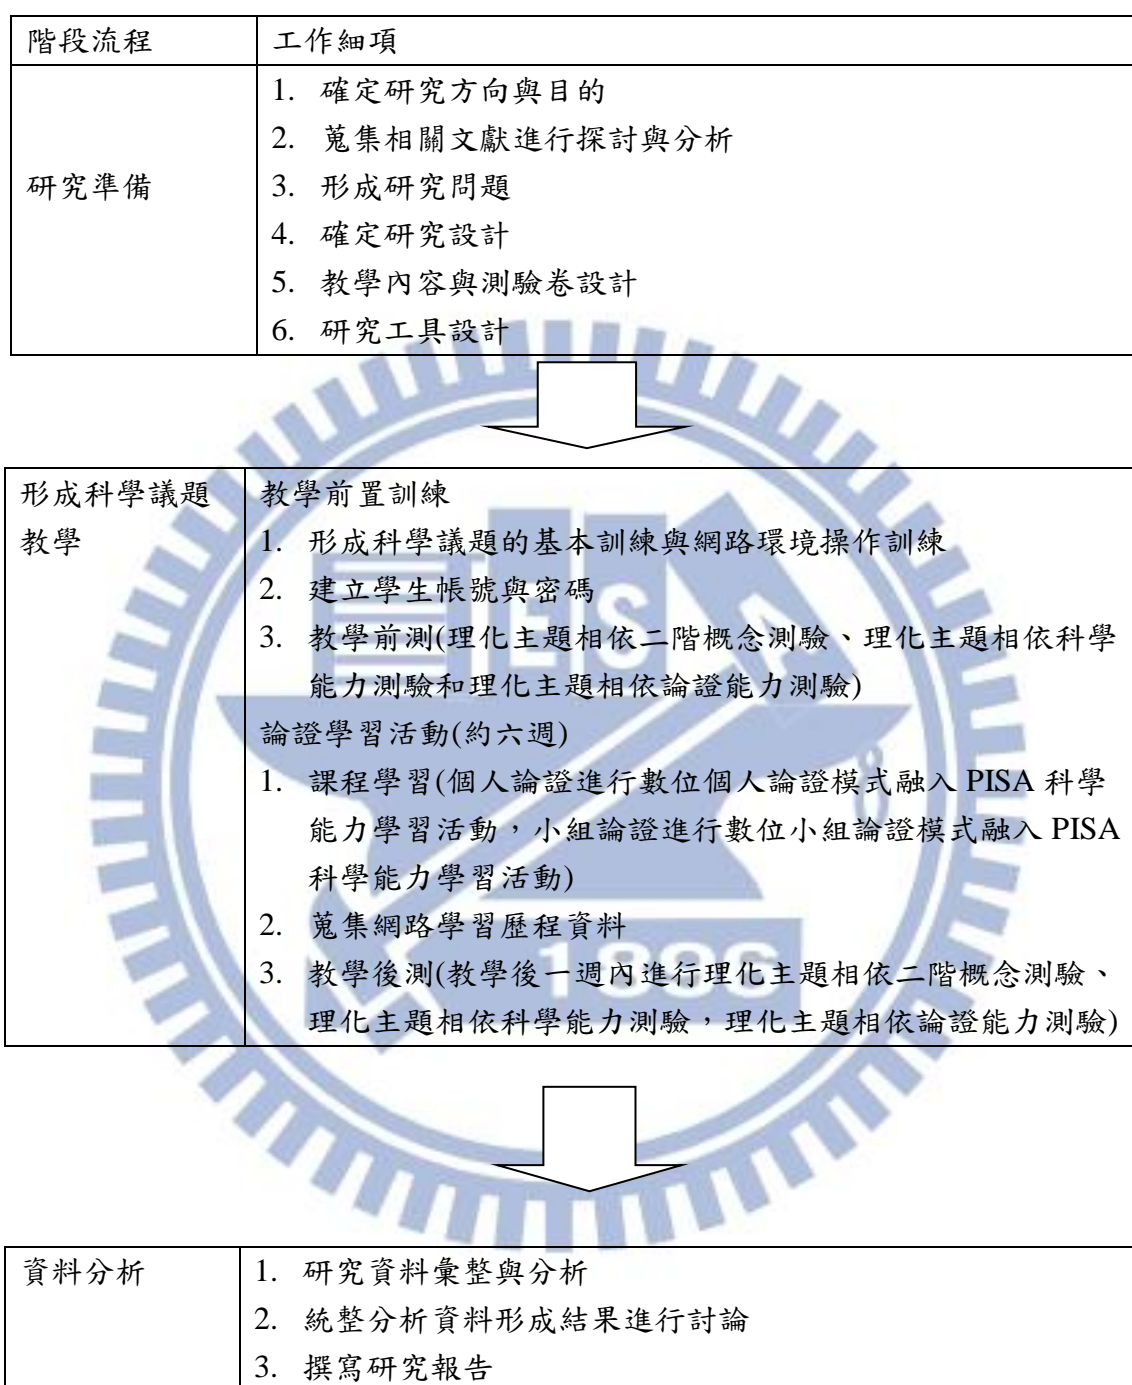 階段流程 工作細項
研究準備
1. 確定研究方向與目的
2. 蒐集相關文獻進行探討與分析
3. 形成研究問題
4. 確定研究設計
5. 教學內容與測驗卷設計
6. 研究工具設計
形成科學議題
教學
教學前置訓練
1. 形成科學議題的基本訓練與網路環境操作訓練
2. 建立學生帳號與密碼
3. 教學前測(理化主題相依二階概念測驗、理化主題相依科學
能力測驗和理化主題相依論證能力測驗)
論證學習活動(約六週)
1. 課程學習(個人論證進行數位個人論證模式融入 PISA 科學
能力學習活動，小組論證進行數位小組論證模式融入 PISA
科學能力學習活動)
2. 蒐集網路學習歷程資料
3. 教學後測(教學後一週內進行理化主題相依二階概念測驗、
理化主題相依科學能力測驗，理化主題相依論證能力測驗)
資料分析
1. 研究資料彙整與分析
2. 統整分析資料形成結果進行討論
3. 撰寫研究報告
ES
A
1896